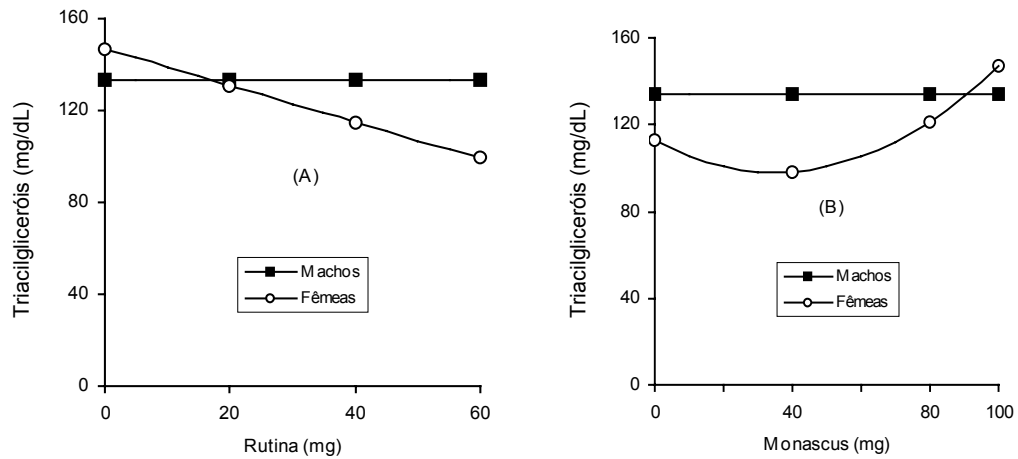 160
120
80
40
0
Triacilgliceróis (mg/dL)
(A)
Machos
Fêmeas
0 20 40 60
Rutina (mg)
160
120
80
40
0
Triacilgliceróis (mg/dL)
(B)
Machos
Fêmeas
0 40 80 100
Monascus (mg)